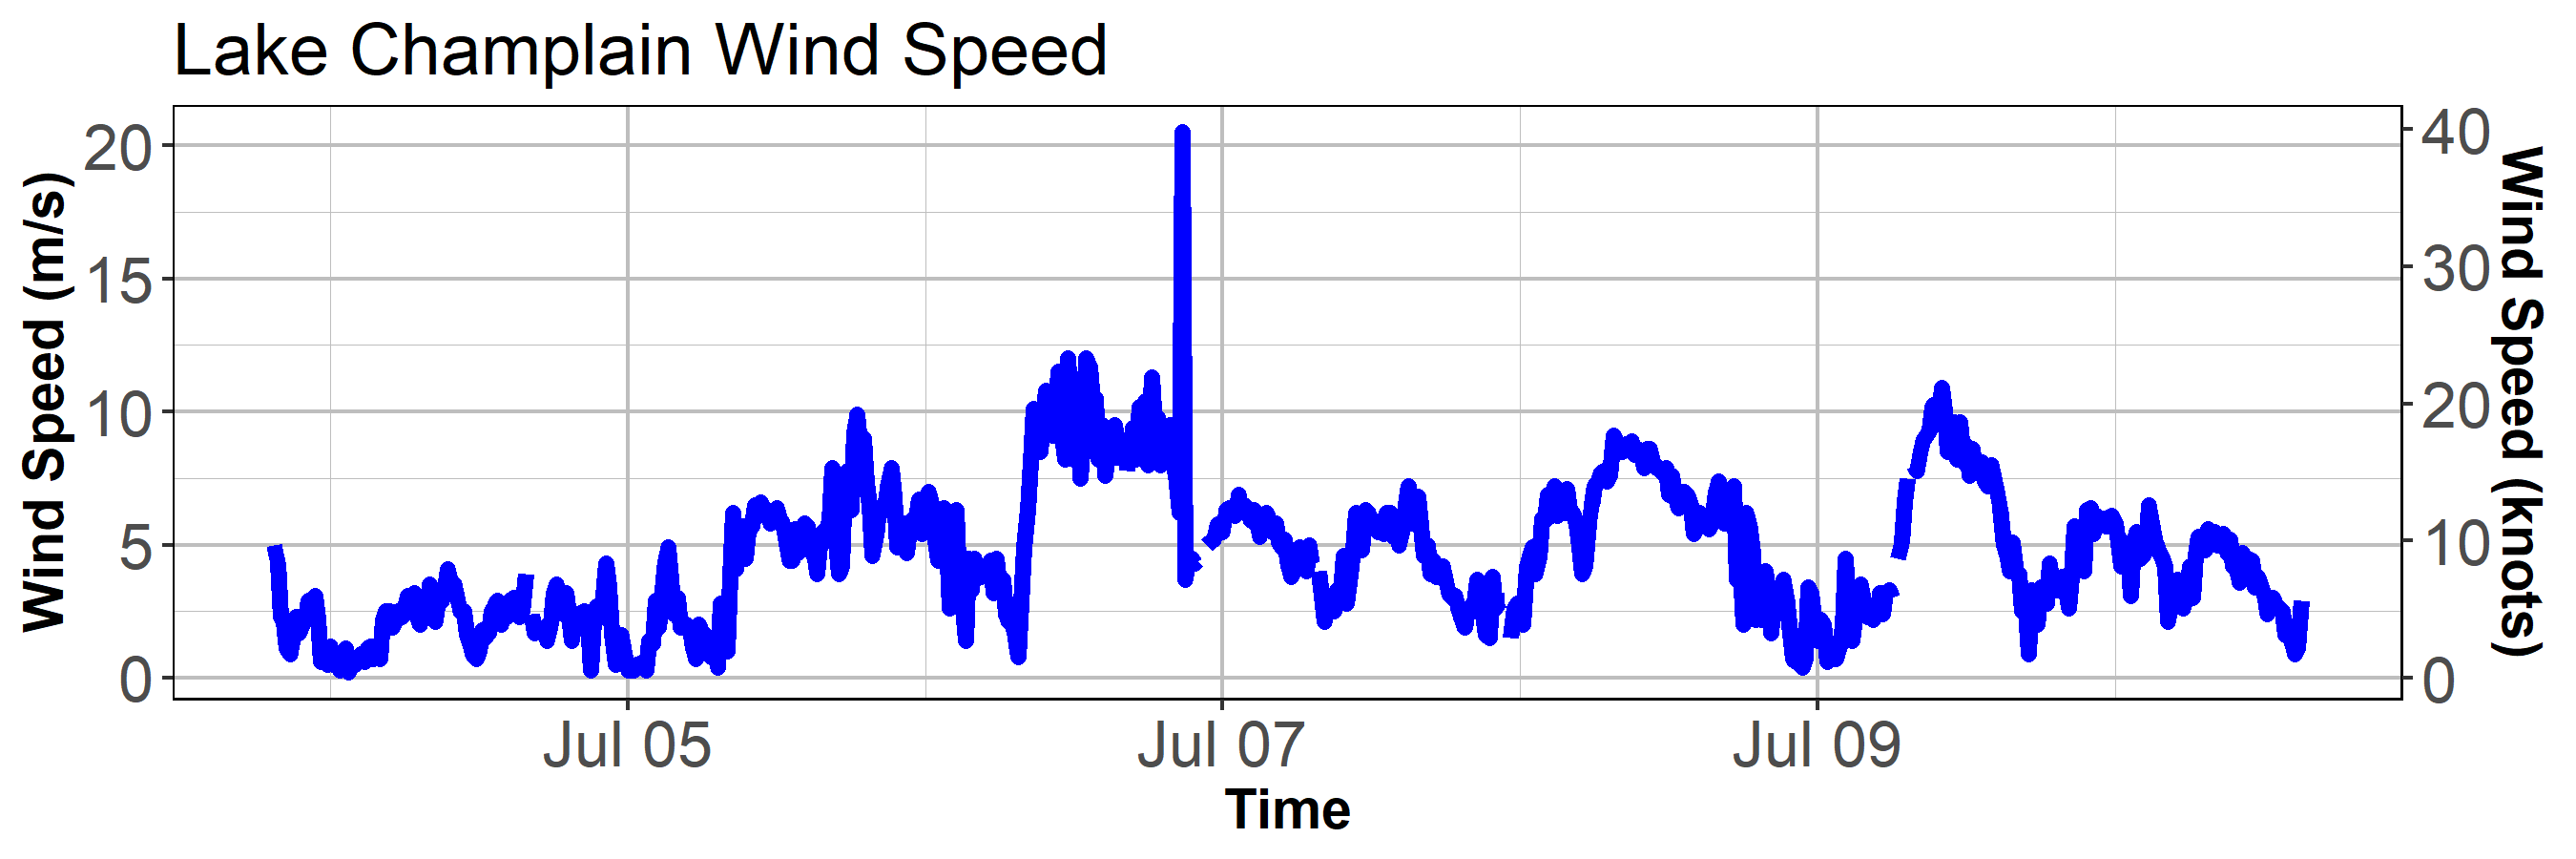 Lake Champlain Wind Speed
Wind Speed (m/s)
20
15
10
5
0
40
30
20
10
0
Wind Speed (knots)
Jul 05
Jul 07
Jul 09
Time